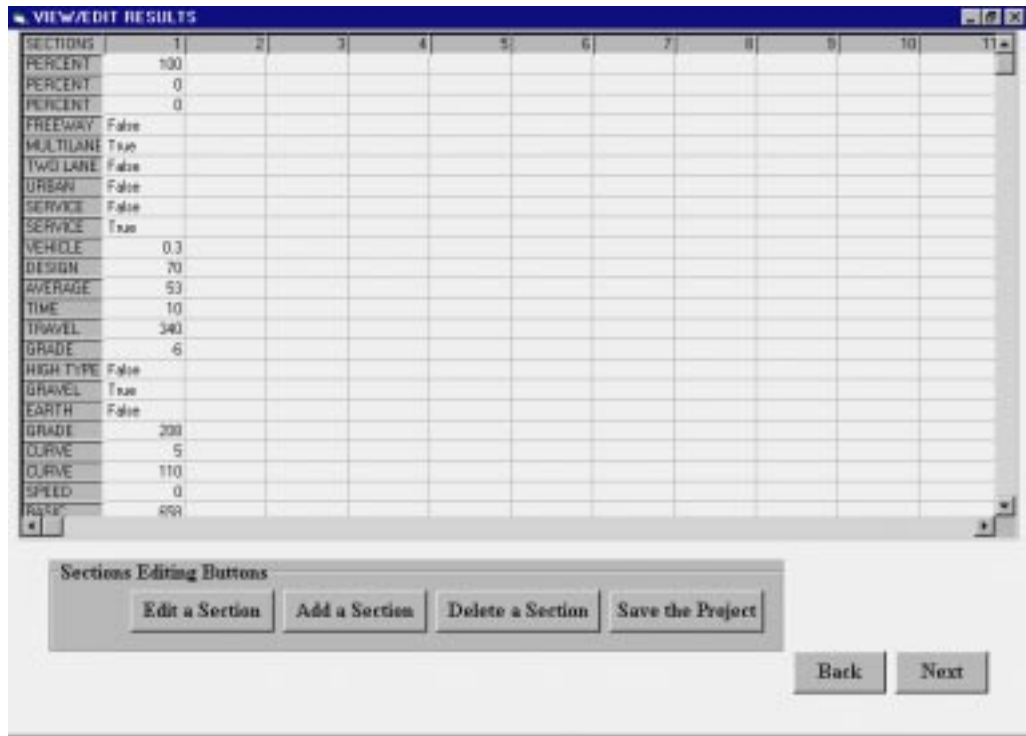 VIEW/EDIT RESULTS
SECTIONS 1 2 3 4 5 6 7 8 9 10 11
PERCENT 100
PERCENT 0
PERCENT 0
FREEWAY False
MULTILANE True
TWO LANE False
URBAN False
SERVICE False
SERVICE True
VEHICLE 0.3
DESIGN 70
AVERAGE 53
TIME 10
TRAVEL 340
GRADE -6
HIGH TYPE False
GRAVEL True
EARTH False
GRADE 200
CURVE 5
CURVE 110
SPEED 0
BASIC
Sections Editing Buttons
Edit a Section Add a Section Delete a Section Save the Project
Back Next